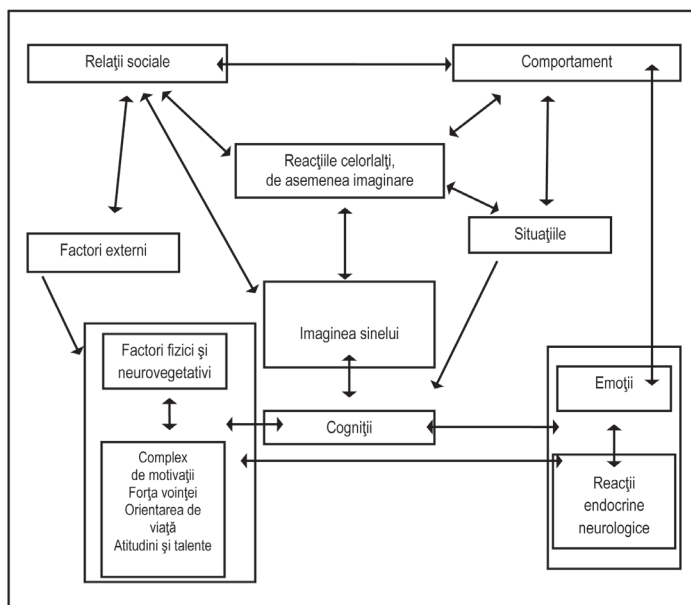 Relaţii sociale
Comportament
Reacţiile celorlalţi,
de asemenea imaginare
Factori externi
Situaţiile
Imaginea sinelui
Factori fizici şi
neurovegetativi
Emoţii
Cogniţii
Complex
de motivaţii
Forţa voinţei
Orientarea de
viaţă
Atitudini şi talente
Reacţii
endocrine
neurologice